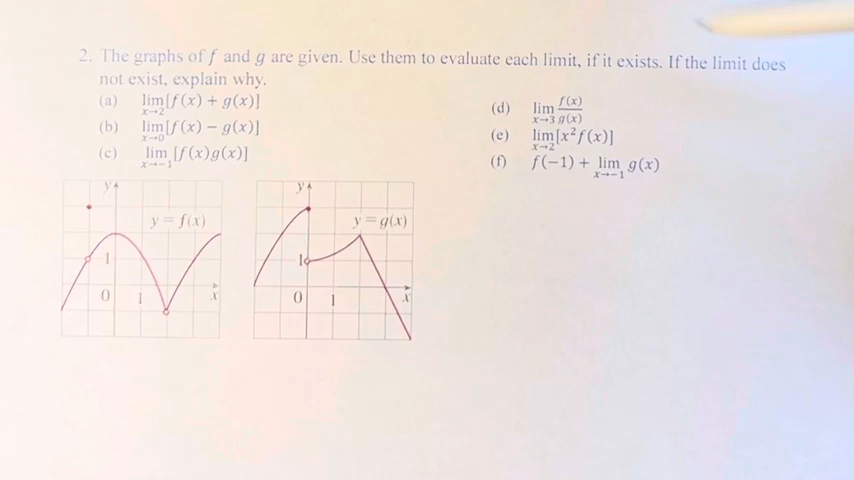 2. The graphs of f and g are given. Use them to evaluate each limit, if it exists. If the limit does
not exist, explain why.
(a) lim x→2 [f(x) + g(x)]
(b) lim x→0 [f(x) − g(x)]
(c) lim x→−1 [f(x)g(x)]
(d) lim x→3 f(x)/g(x)
(e) lim x→2 [x²f(x)]
(f) f(−1) + lim x→−1 g(x)
y
y = f(x)
1
0 1 x
y
y = g(x)
1
0 1 x